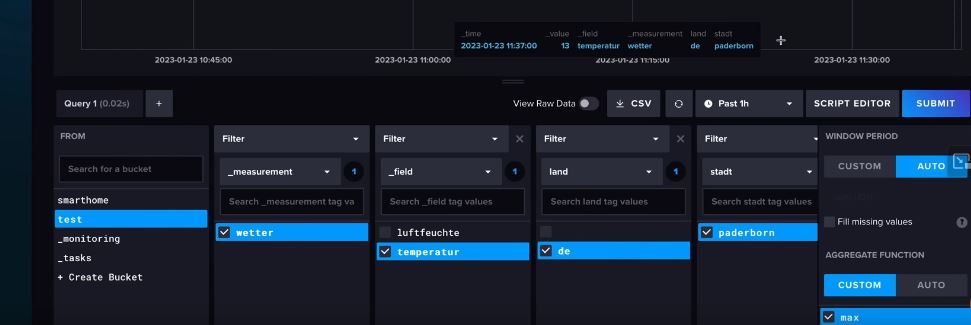 _time _value _field _measurement land stadt
2023-01-23 11:37:00 13 temperatur wetter de paderborn
2023-01-23 10:45:00 2023-01-23 11:00:00 2023-01-23 11:15:00 2023-01-23 11:30:00
Query 1 (0.02s) + View Raw Data CSV Past 1h SCRIPT EDITOR SUBMIT
FROM
Search for a bucket
smarthome
test
_monitoring
_tasks
+ Create Bucket
Filter
_measurement 1
Search _measurement tag va
wetter
Filter
_field 1
Search _field tag values
luftfeuchte
temperatur
Filter
land 1
Search land tag values
de
Filter
stadt
Search stadt tag values
paderborn
WINDOW PERIOD
CUSTOM AUTO
Fill missing values ?
AGGREGATE FUNCTION
CUSTOM AUTO
max